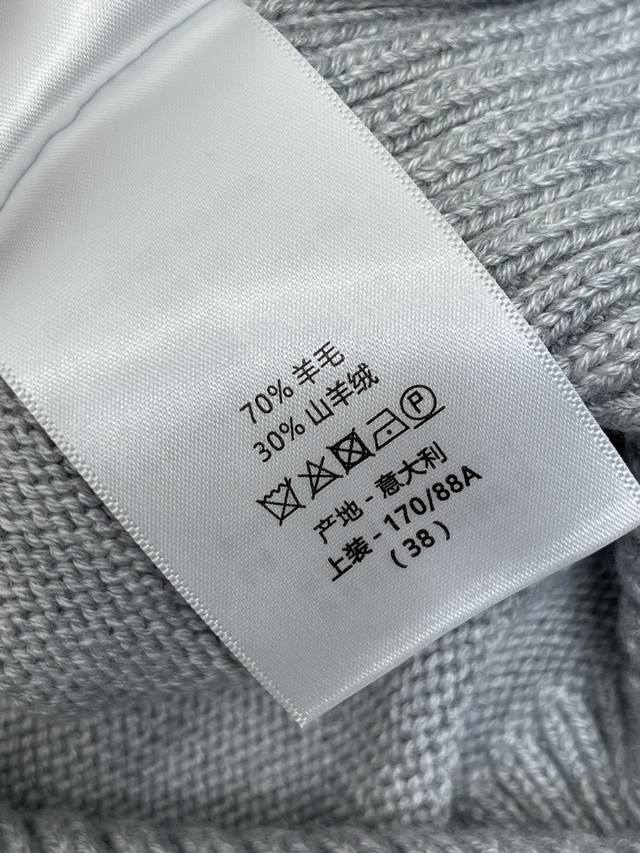 70% 羊毛
30% 山羊绒
P
产地 - 意大利
上装 - 170/88A
( 38 )